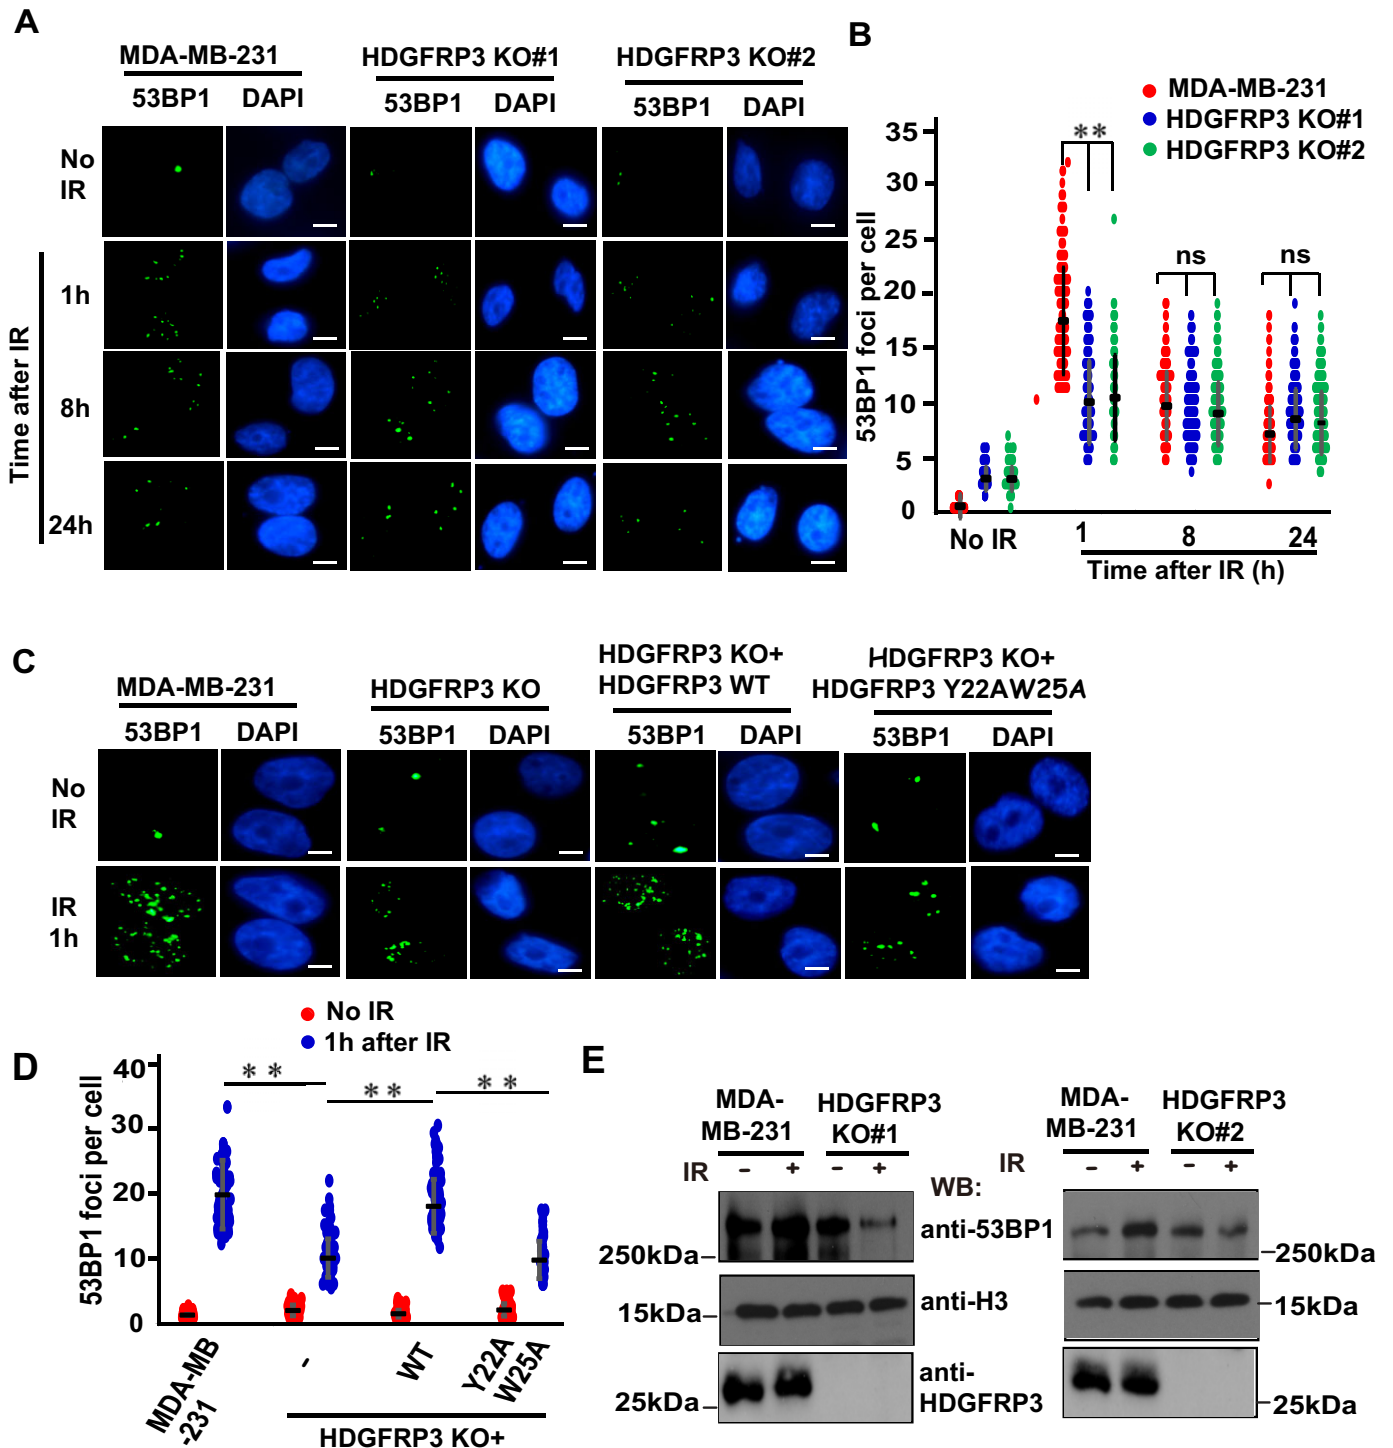 A
MDA-MB-231
HDGFRP3 KO#1
HDGFRP3 KO#2
53BP1
DAPI
53BP1
DAPI
53BP1
DAPI
No
IR
1h
8h
24h
Time after IR
B
MDA-MB-231
HDGFRP3 KO#1
HDGFRP3 KO#2
53BP1 foci per cell
35
30
25
20
15
10
5
0
**
ns
ns
No IR
1
8
24
Time after IR (h)
C
MDA-MB-231
HDGFRP3 KO
HDGFRP3 KO+
HDGFRP3 WT
HDGFRP3 KO+
HDGFRP3 Y22AW25A
53BP1
DAPI
53BP1
DAPI
53BP1
DAPI
53BP1
DAPI
No
IR
IR
1h
D
No IR
1h after IR
53BP1 foci per cell
40
30
20
10
0
**
**
**
MDA-MB
-231
-
WT
Y22A
W25A
HDGFRP3 KO+
E
MDA-
MB-231
HDGFRP3
KO#1
IR
-
+
-
+
WB:
250kDa
anti-53BP1
15kDa
anti-H3
25kDa
anti-
HDGFRP3
MDA-
MB-231
HDGFRP3
KO#2
IR
-
+
-
+
250kDa
15kDa
25kDa